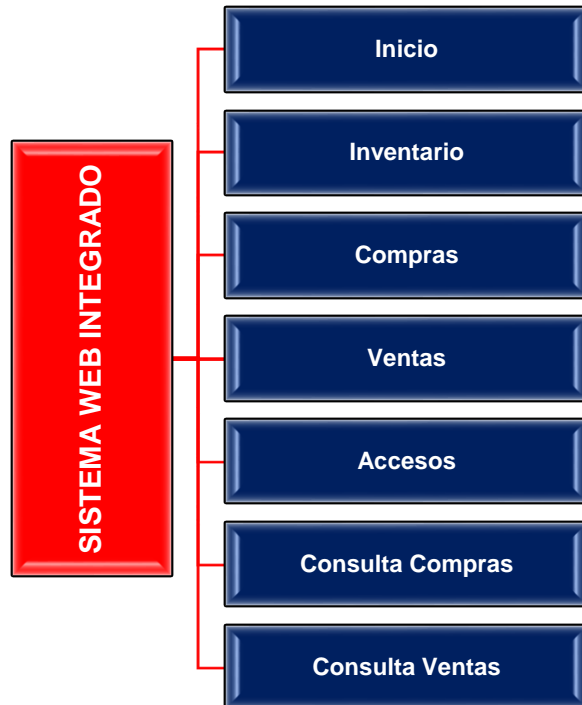 SISTEMA WEB INTEGRADO
Inicio
Inventario
Compras
Ventas
Accesos
Consulta Compras
Consulta Ventas